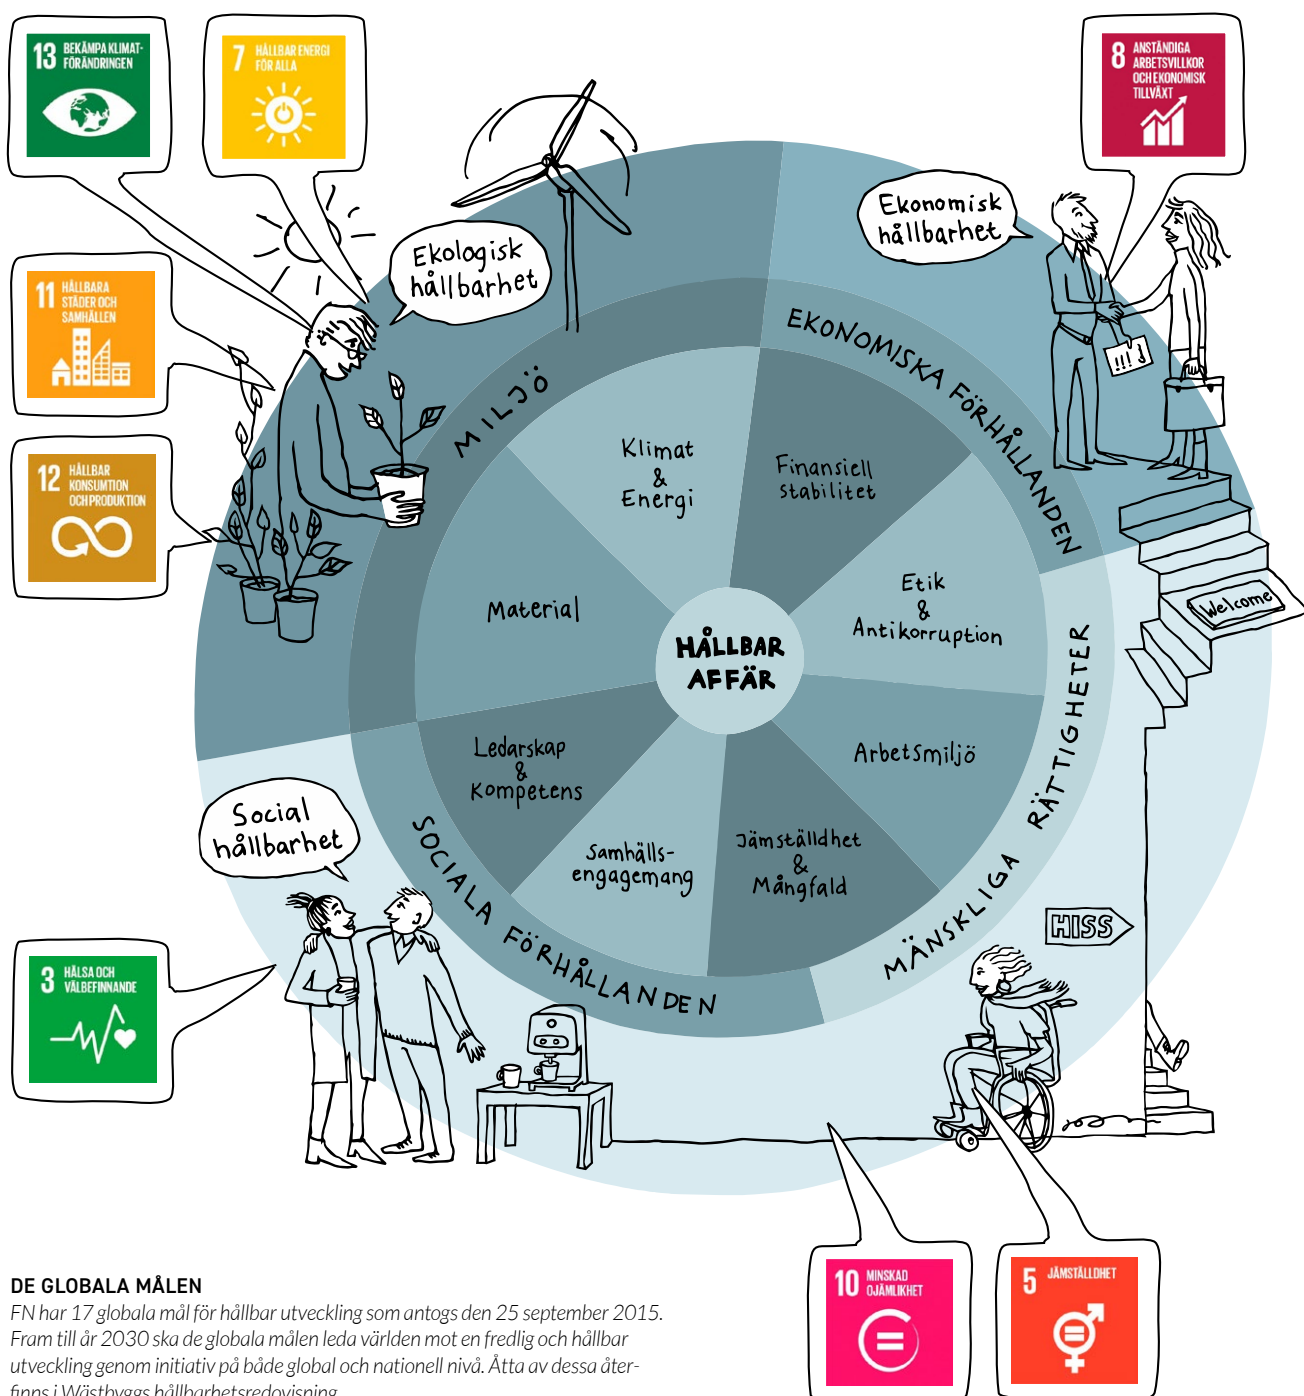 13 BEKÄMPA KLIMAT-
FÖRÄNDRINGEN
7 HÅLLBAR ENERGI
FÖR ALLA
8 ANSTÄNDIGA
ARBETSVILLKOR
OCH EKONOMISK
TILLVÄXT
Ekologisk
hållbarhet
Ekonomisk
hållbarhet
11 HÅLLBARA
STÄDER OCH
SAMHÄLLEN
12 HÅLLBAR
KONSUMTION
OCH PRODUKTION
MILJÖ
EKONOMISKA FÖRHÅLLANDEN
Klimat
&
Energi
Finansiell
stabilitet
!!!
Welcome
Material
Etik
&
Antikorruption
HÅLLBAR
AFFÄR
Ledarskap
&
Kompetens
Arbetsmiljö
Samhälls-
engagemang
Jämställdhet
&
Mångfald
MÄNSKLIGA RÄTTIGHETER
SOCIALA FÖRHÅLLANDEN
Social
hållbarhet
HISS
3 HÄLSA OCH
VÄLBEFINNANDE
10 MINSKAD
OJÄMLIKHET
5 JÄMSTÄLLDHET
DE GLOBALA MÅLEN
FN har 17 globala mål för hållbar utveckling som antogs den 25 september 2015.
Fram till år 2030 ska de globala målen leda världen mot en fredlig och hållbar
utveckling genom initiativ på både global och nationell nivå. Åtta av dessa åter-
finns i Wästbyggs hållbarhetsredovisning